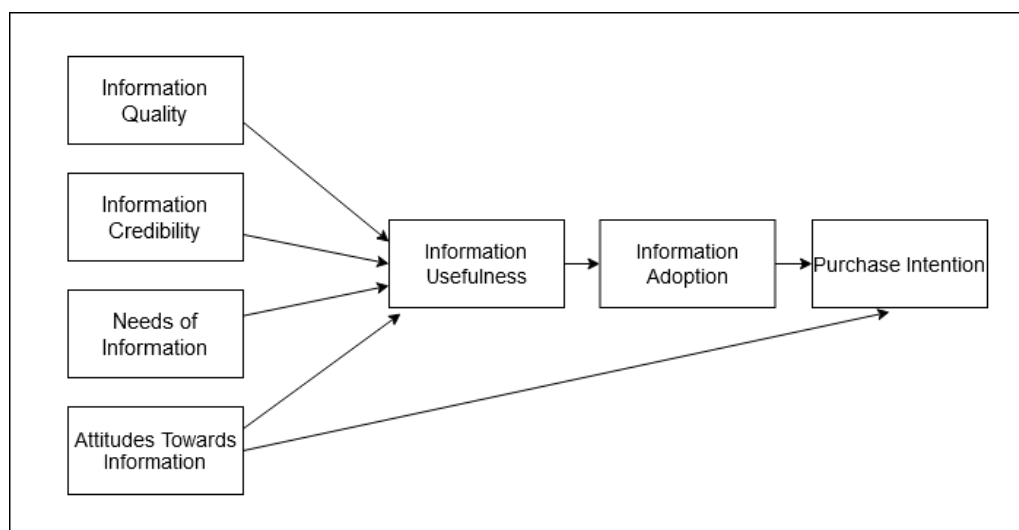 Information
Quality
Information
Credibility
Needs of
Information
Attitudes Towards
Information
Information
Usefulness
Information
Adoption
Purchase Intention